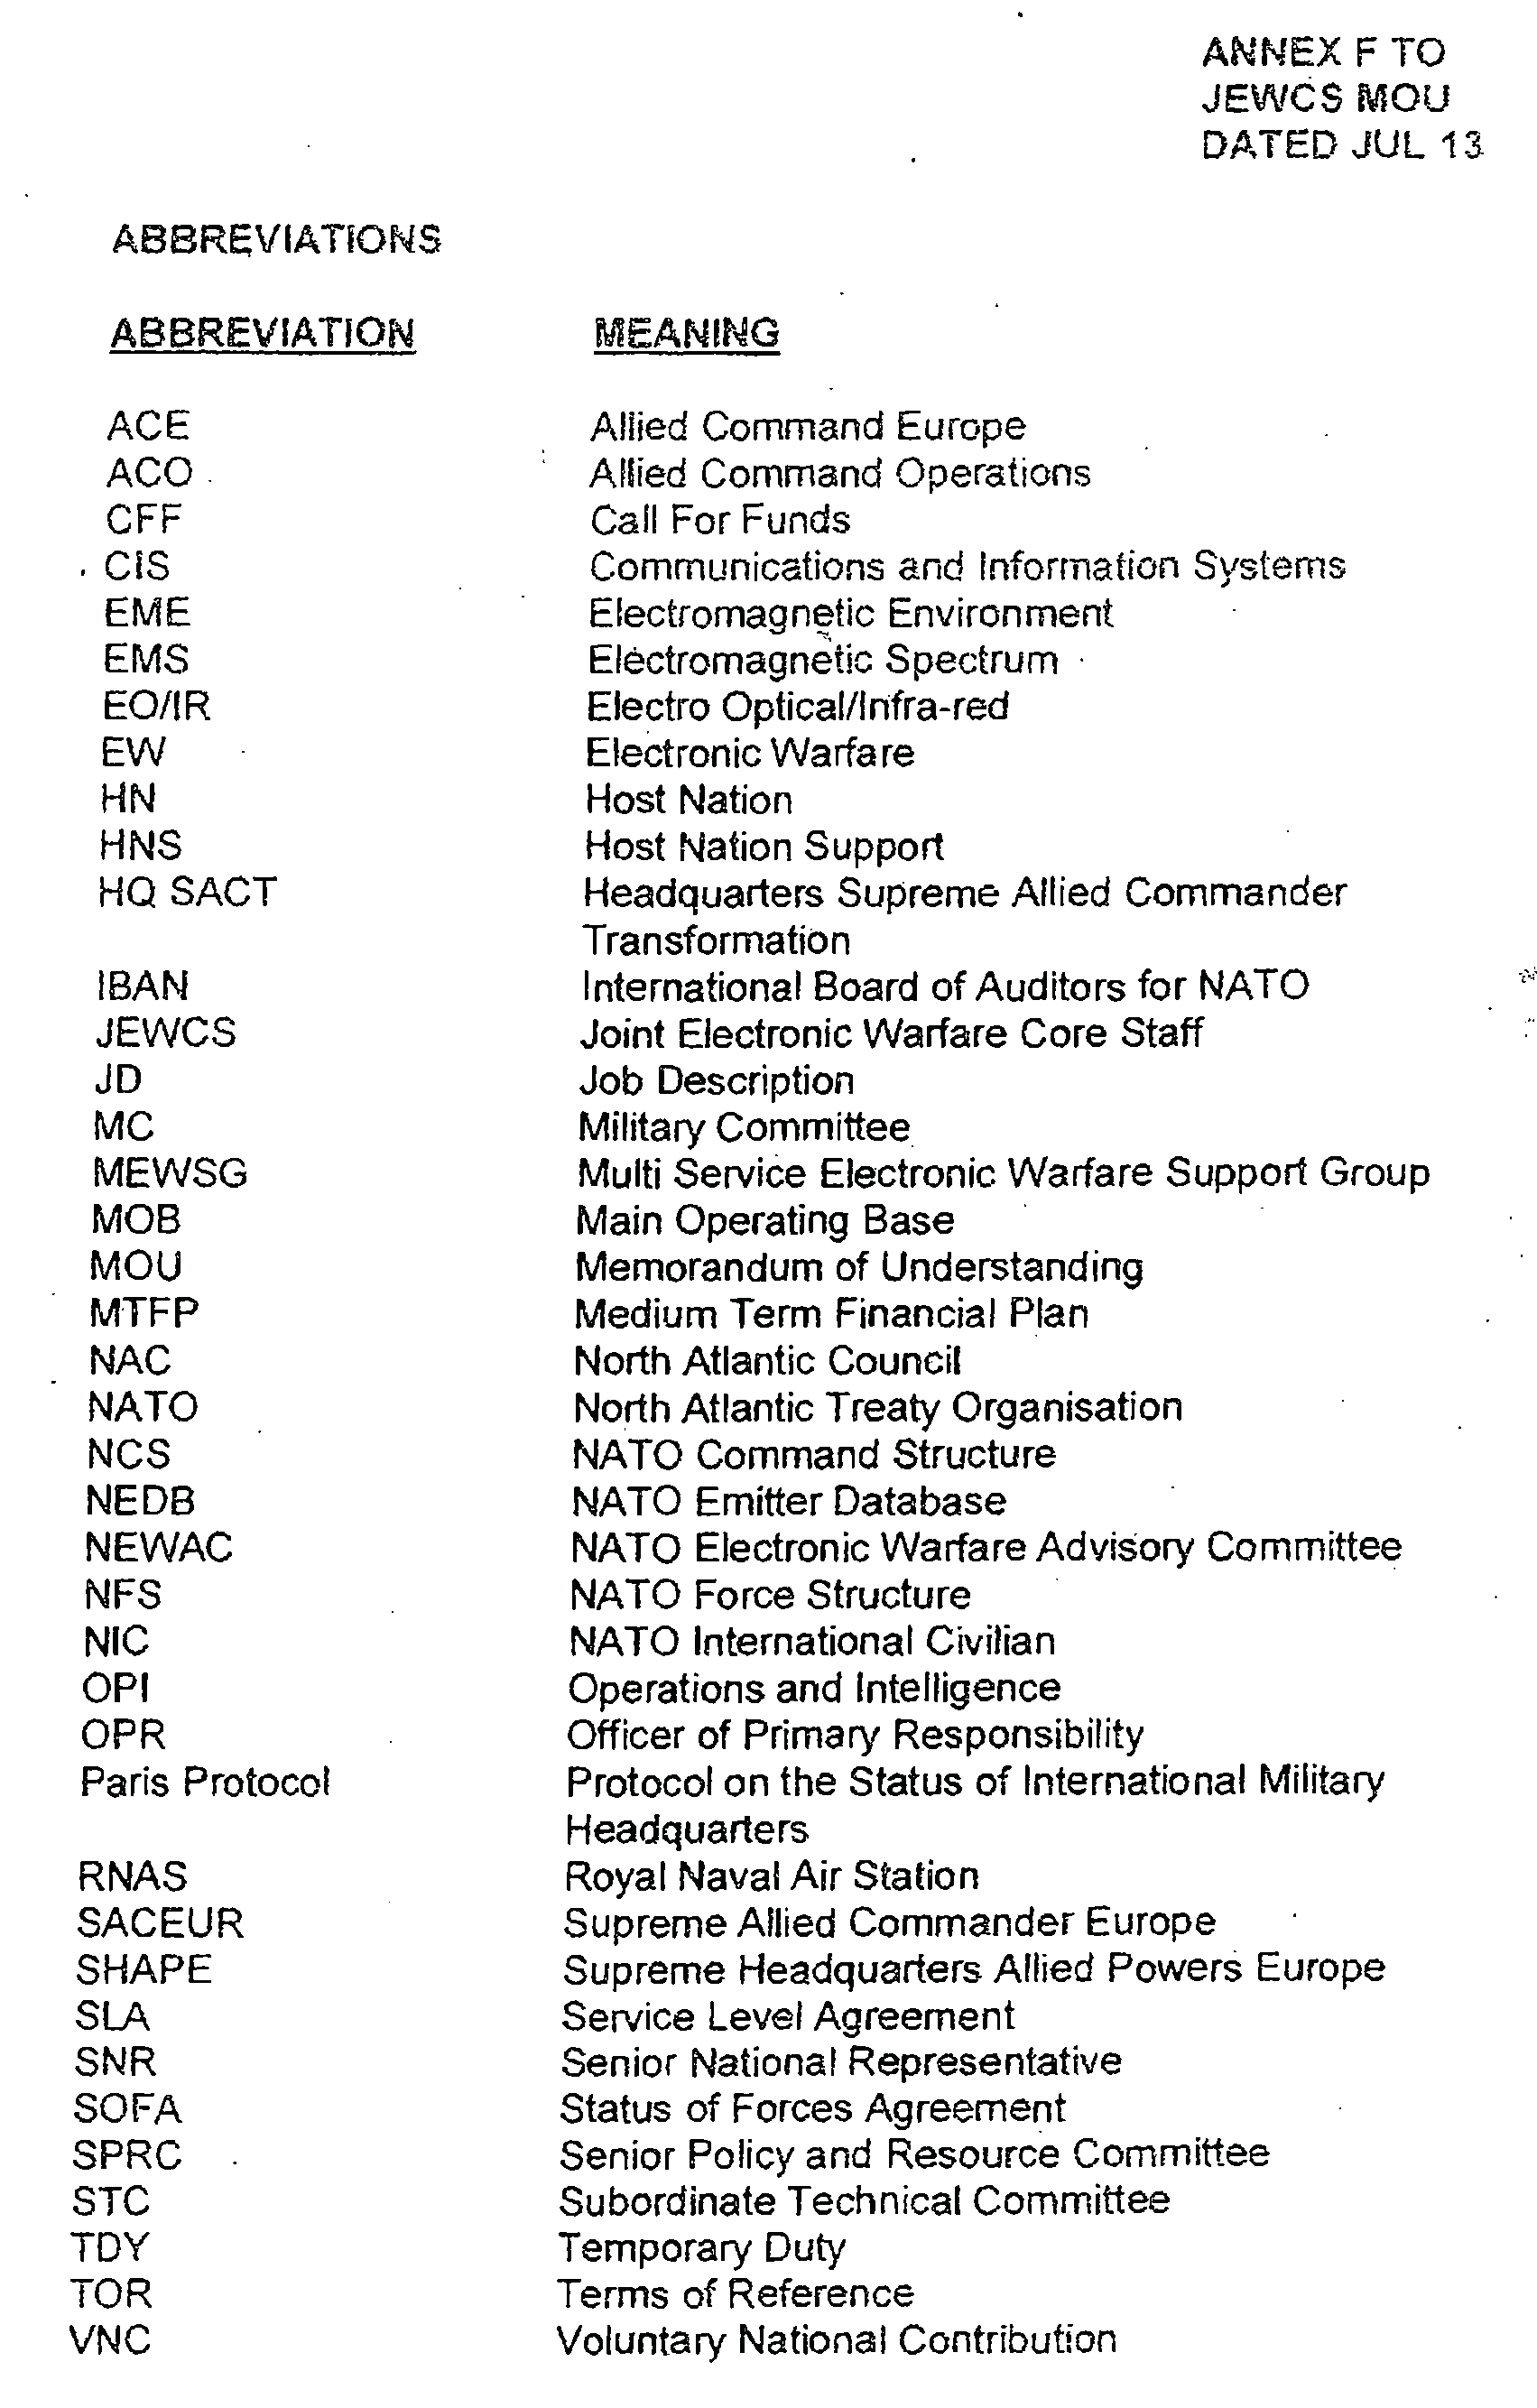 ANNEX F TO
JEWCS MOU
DATED JUL 13
ABBREVIATIONS
ABBREVIATION MEANING
ACE Allied Command Europe
ACO Allied Command Operations
CFF Call For Funds
CIS Communications and Information Systems
EME Electromagnetic Environment
EMS Electromagnetic Spectrum
EO/IR Electro Optical/Infra-red
EW Electronic Warfare
HN Host Nation
HNS Host Nation Support
HQ SACT Headquarters Supreme Allied Commander
Transformation
IBAN International Board of Auditors for NATO
JEWCS Joint Electronic Warfare Core Staff
JD Job Description
MC Military Committee
MEWSG Multi Service Electronic Warfare Support Group
MOB Main Operating Base
MOU Memorandum of Understanding
MTFP Medium Term Financial Plan
NAC North Atlantic Council
NATO North Atlantic Treaty Organisation
NCS NATO Command Structure
NEDB NATO Emitter Database
NEWAC NATO Electronic Warfare Advisory Committee
NFS NATO Force Structure
NIC NATO International Civilian
OPI Operations and Intelligence
OPR Officer of Primary Responsibility
Paris Protocol Protocol on the Status of International Military
Headquarters
RNAS Royal Naval Air Station
SACEUR Supreme Allied Commander Europe
SHAPE Supreme Headquarters Allied Powers Europe
SLA Service Level Agreement
SNR Senior National Representative
SOFA Status of Forces Agreement
SPRC Senior Policy and Resource Committee
STC Subordinate Technical Committee
TDY Temporary Duty
TOR Terms of Reference
VNC Voluntary National Contribution